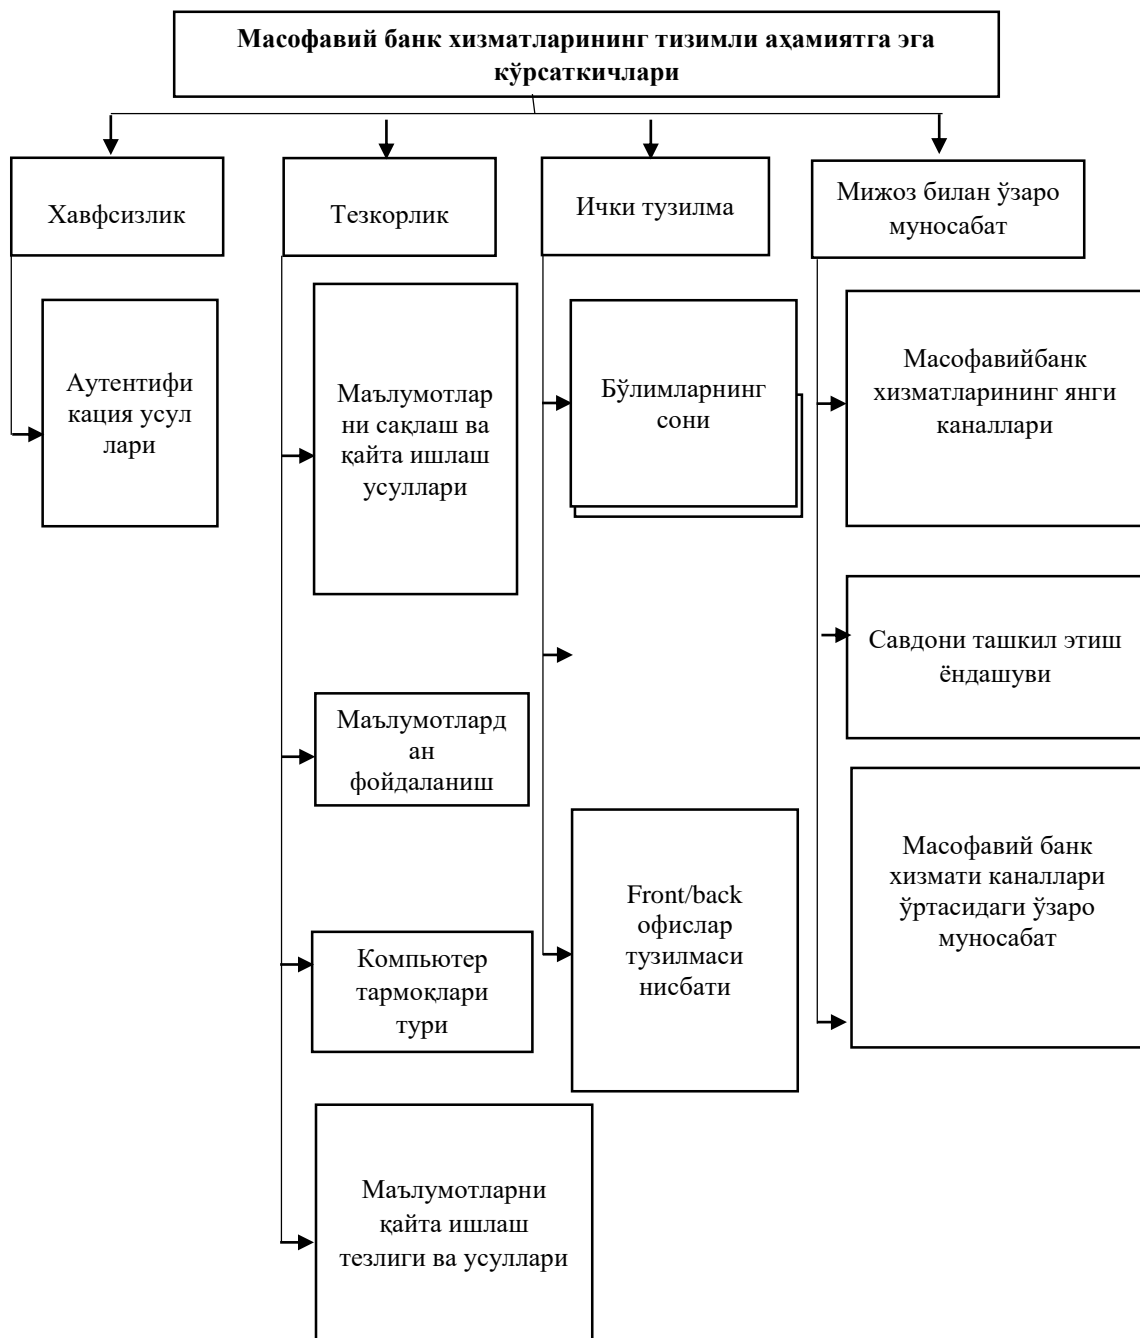 Масофавий банк хизматларининг тизимли аҳамиятга эга
кўрсаткичлари
Хавфсизлик
Тезкорлик
Ички тузилма
Мижоз билан ўзаро
муносабат
Аутентифи
кация усул
лари
Маълумотлар
ни сақлаш ва
қайта ишлаш
усуллари
Маълумотлард
ан
фойдаланиш
Компьютер
тармоқлари
тури
Маълумотларни
қайта ишлаш
тезлиги ва усуллари
Бўлимларнинг
сони
Front/back
офислар
тузилмаси
нисбати
Масофавийбанк
хизматларининг янги
каналлари
Савдони ташкил этиш
ёндашуви
Масофавий банк
хизмати каналлари
ўртасидаги ўзаро
муносабат